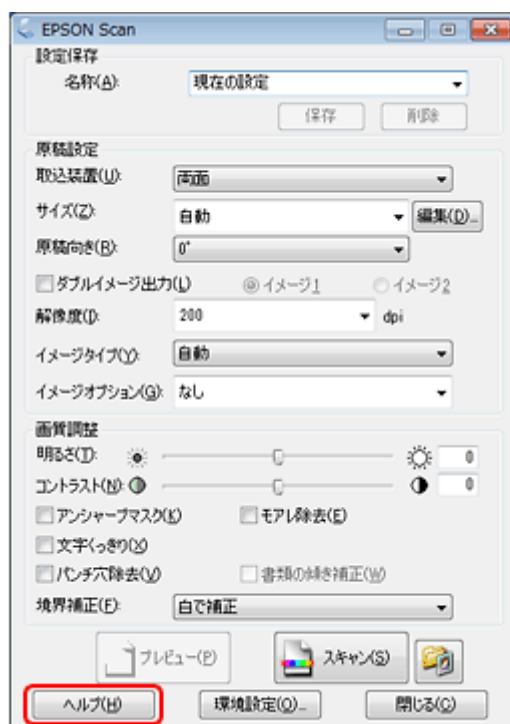 EPSON Scan
設定保存
名称(A): 現在の設定
保存 削除
原稿設定
取込装置(U): 両面
サイズ(Z): 自動 編集(D)...
原稿向き(R): 0°
ダブルイメージ出力(L) イメージ1 イメージ2
解像度(I): 200 dpi
イメージタイプ(Y): 自動
イメージオプション(G): なし
画質調整
明るさ(T): 0
コントラスト(N): 0
アンシャープマスク(K) モアレ除去(E)
文字くっきり(X)
パンチ穴除去(V) 書類の傾き補正(W)
境界補正(F): 白で補正
プレビュー(P) スキャン(S)
ヘルプ(H) 環境設定(O)... 閉じる(C)